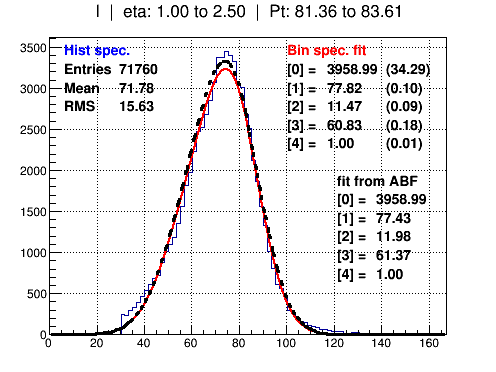 I | eta: 1.00 to 2.50 | Pt: 81.36 to 83.61
Hist spec.
Entries 71760
Mean 71.78
RMS 15.63
Bin spec. fit
[0] = 3958.99 (34.29)
[1] = 77.82 (0.10)
[2] = 11.47 (0.09)
[3] = 60.83 (0.18)
[4] = 1.00 (0.01)
fit from ABF
[0] = 3958.99
[1] = 77.43
[2] = 11.98
[3] = 61.37
[4] = 1.00
3500
3000
2500
2000
1500
1000
500
0
0 20 40 60 80 100 120 140 160